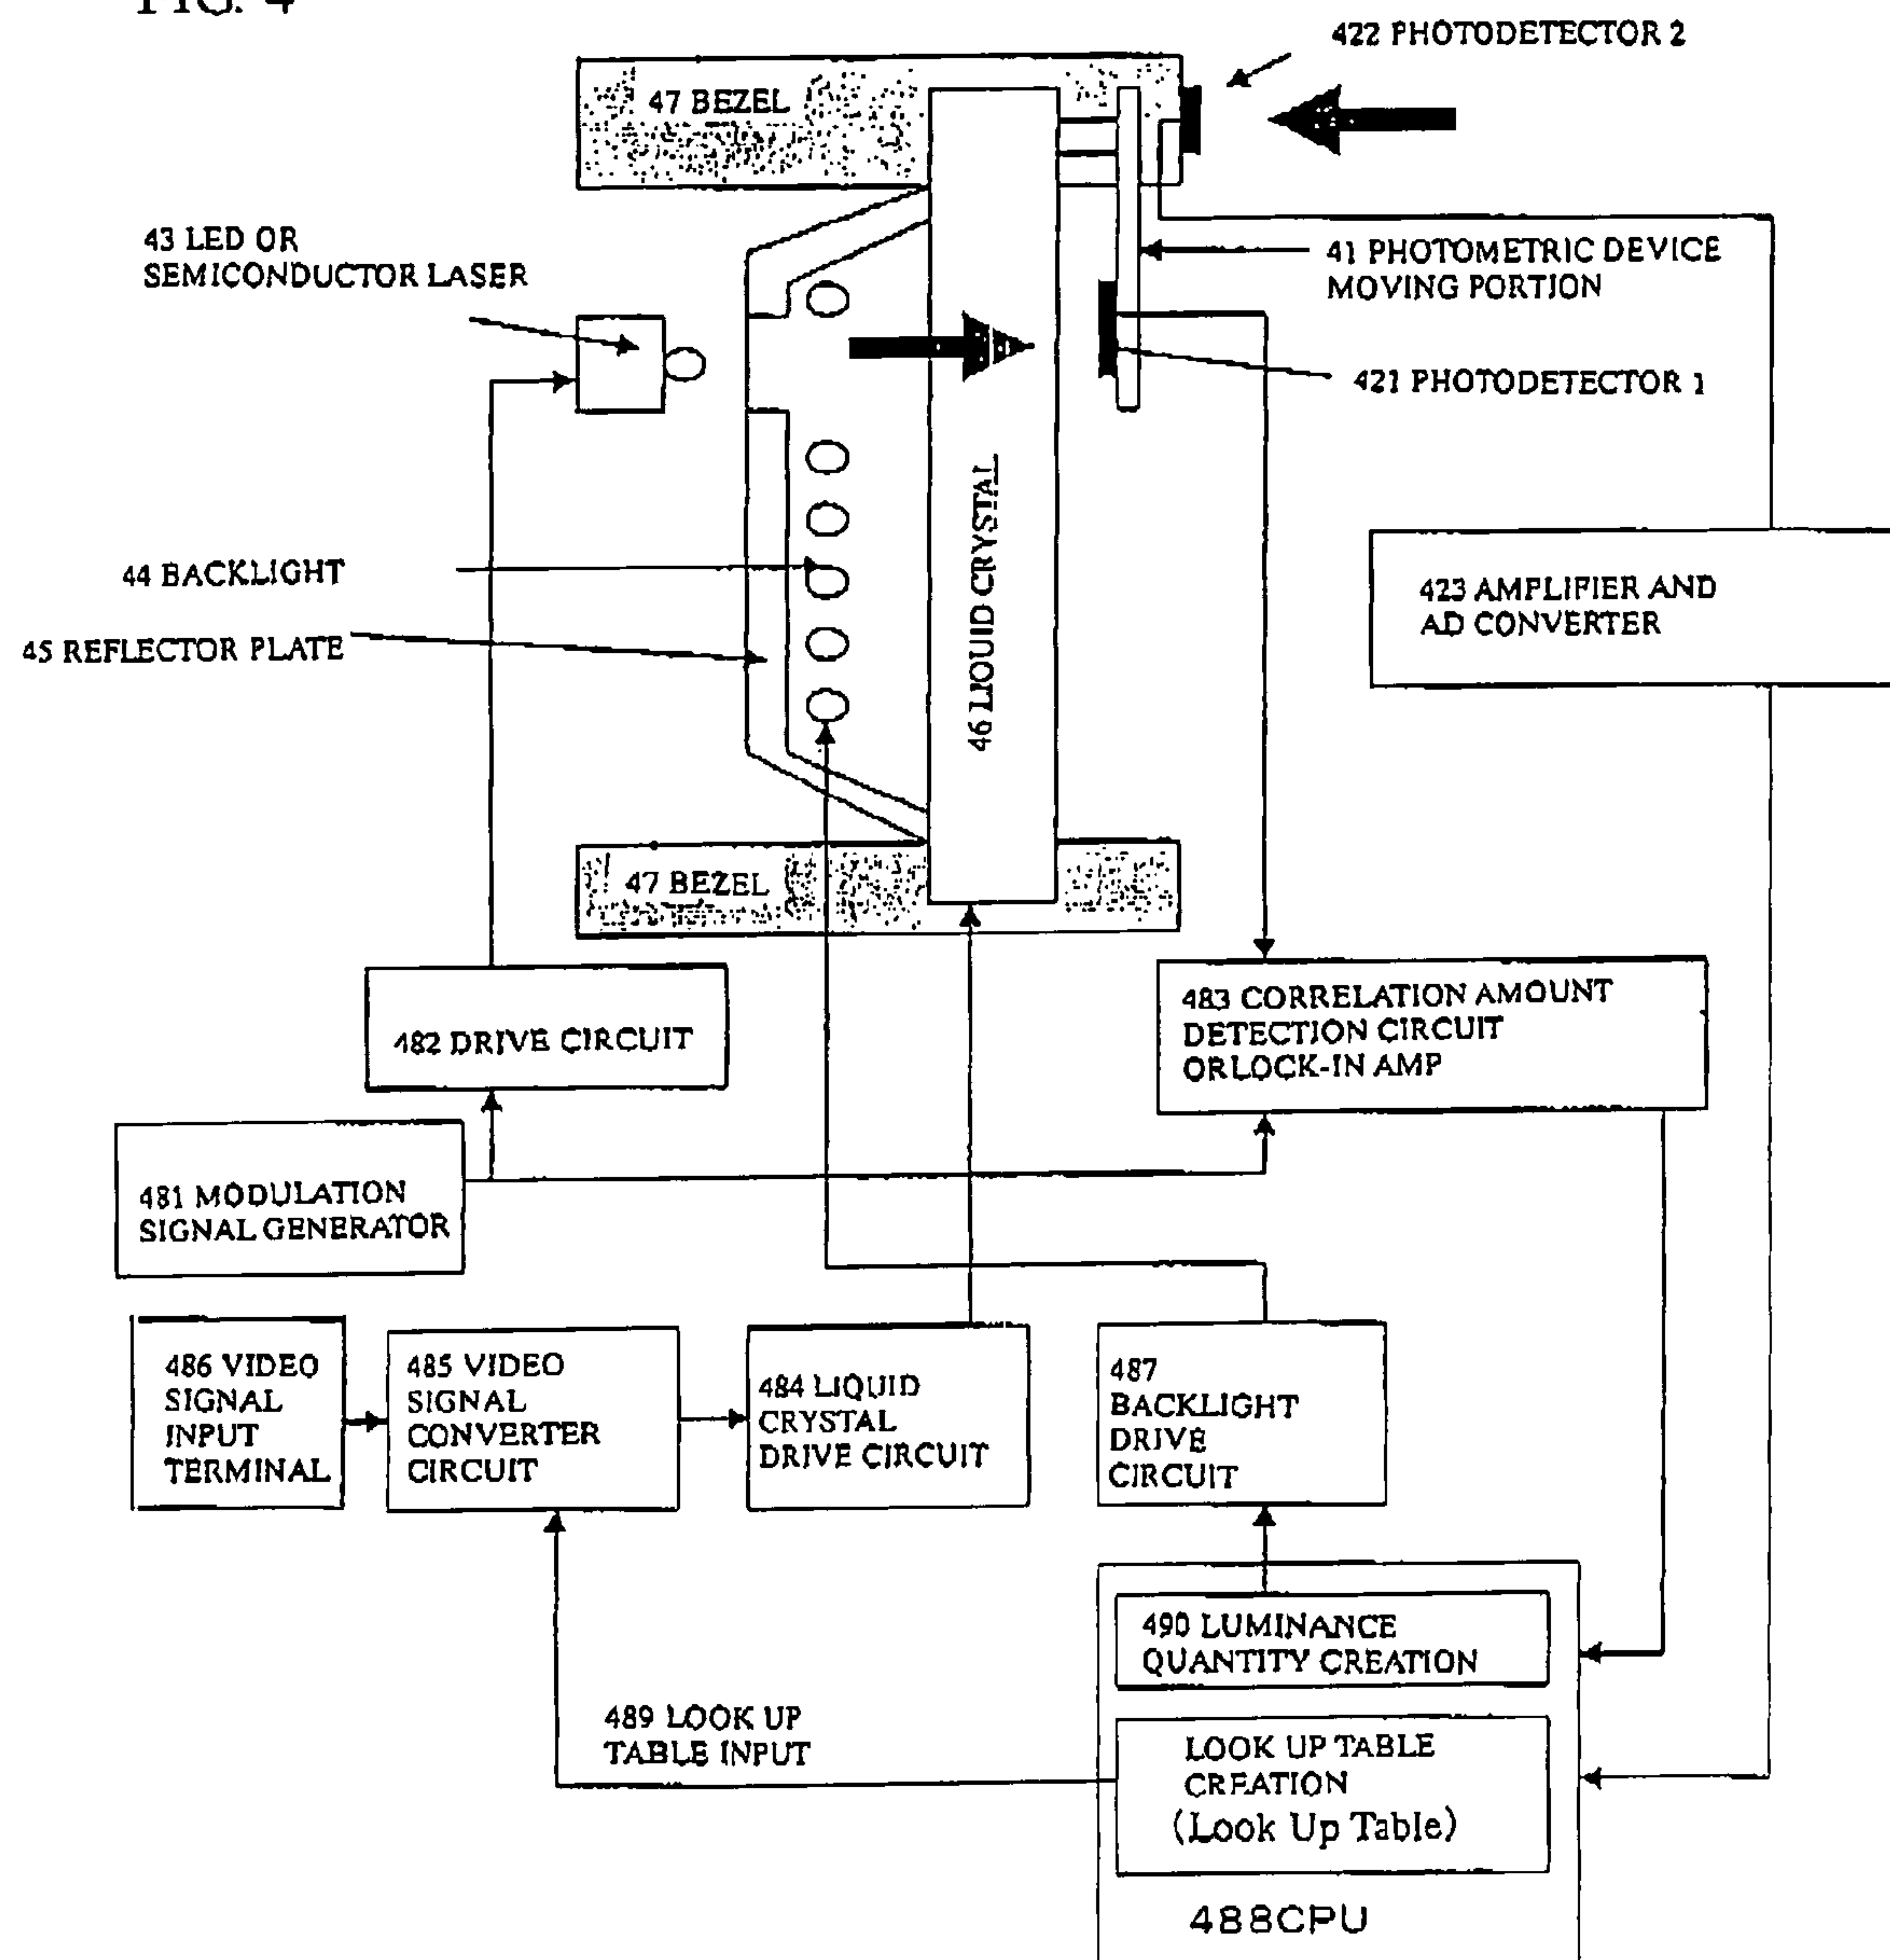 FIG. 4
422 PHOTODETECTOR 2
47 BEZEL
43 LED OR
SEMICONDUCTOR LASER
41 PHOTOMETRIC DEVICE
MOVING PORTION
421 PHOTODETECTOR 1
46 LIQUID CRYSTAL
44 BACKLIGHT
45 REFLECTOR PLATE
423 AMPLIFIER AND
AD CONVERTER
47 BEZEL
482 DRIVE CIRCUIT
483 CORRELATION AMOUNT
DETECTION CIRCUIT
ORLOCK-IN AMP
481 MODULATION
SIGNAL GENERATOR
486 VIDEO
SIGNAL
INPUT
TERMINAL
485 VIDEO
SIGNAL
CONVERTER
CIRCUIT
484 LIQUID
CRYSTAL
DRIVE CIRCUIT
487
BACKLIGHT
DRIVE
CIRCUIT
490 LUMINANCE
QUANTITY CREATION
489 LOOK UP
TABLE INPUT
LOOK UP TABLE
CREATION
(Look Up Table)
488CPU